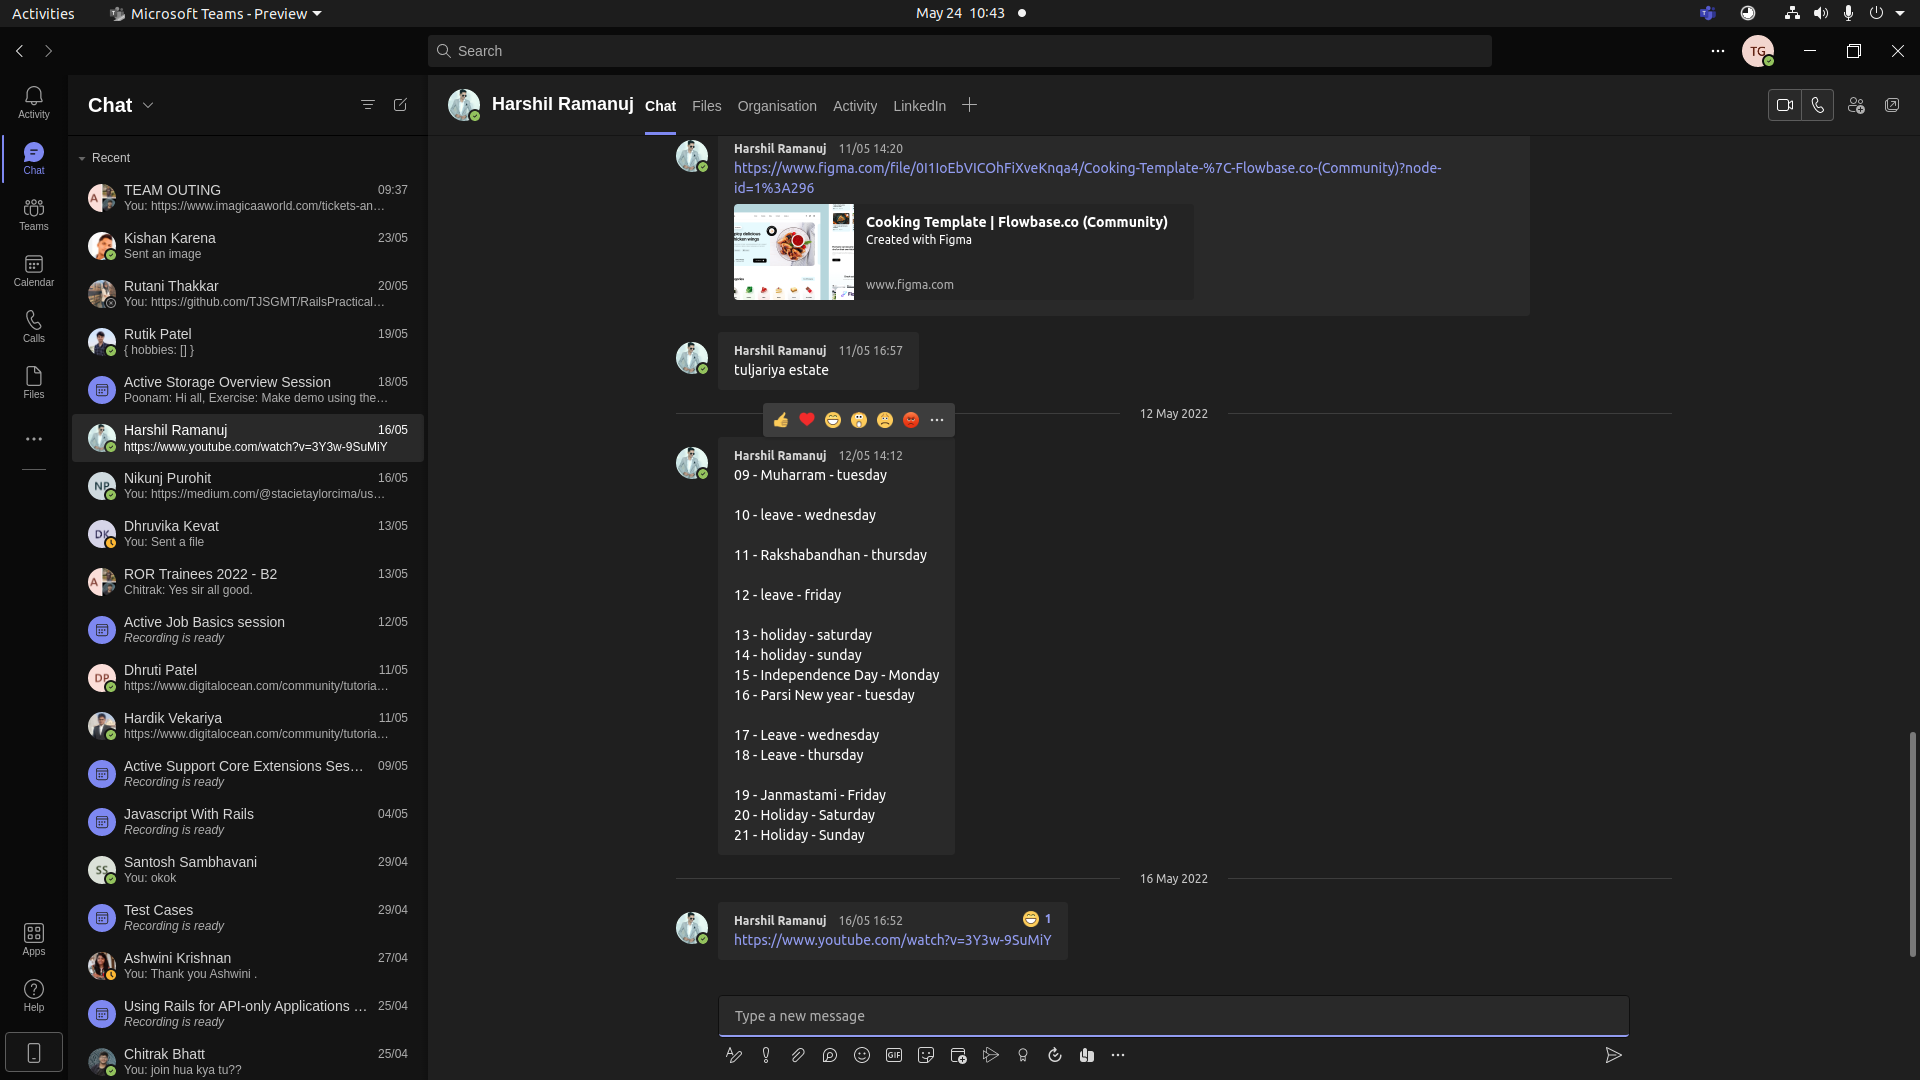 Activities
Microsoft Teams - Preview
May 24 10:43
Search
TG
Activity
Chat
Teams
Calendar
Calls
Files
Apps
Help
Chat
Recent
TEAM OUTING 09:37
You: https://www.imagicaaworld.com/tickets-an...
Kishan Karena 23/05
Sent an image
Rutani Thakkar 20/05
You: https://github.com/TJSGMT/RailsPractical...
Rutik Patel 19/05
{ hobbies: [] }
Active Storage Overview Session 18/05
Poonam: Hi all, Exercise: Make demo using the...
Harshil Ramanuj 16/05
https://www.youtube.com/watch?v=3Y3w-9SuMiY
NP
Nikunj Purohit 16/05
You: https://medium.com/@stacietaylorcima/us...
DK
Dhruvika Kevat 13/05
You: Sent a file
ROR Trainees 2022 - B2 13/05
Chitrak: Yes sir all good.
Active Job Basics session 12/05
Recording is ready
DP
Dhruti Patel 11/05
https://www.digitalocean.com/community/tutoria...
Hardik Vekariya 11/05
https://www.digitalocean.com/community/tutoria...
Active Support Core Extensions Ses... 09/05
Recording is ready
Javascript With Rails 04/05
Recording is ready
SS
Santosh Sambhavani 29/04
You: okok
Test Cases 29/04
Recording is ready
Ashwini Krishnan 27/04
You: Thank you Ashwini .
Using Rails for API-only Applications ... 25/04
Recording is ready
Chitrak Bhatt 25/04
You: join hua kya tu??
Harshil Ramanuj Chat Files Organisation Activity LinkedIn
Harshil Ramanuj 11/05 14:20
https://www.figma.com/file/0I1IoEbVICOhFiXveKnqa4/Cooking-Template-%7C-Flowbase.co-(Community)?node-
id=1%3A296
Cooking Template | Flowbase.co (Community)
Created with Figma
www.figma.com
Harshil Ramanuj 11/05 16:57
tuljariya estate
12 May 2022
Harshil Ramanuj 12/05 14:12
09 - Muharram - tuesday
10 - leave - wednesday
11 - Rakshabandhan - thursday
12 - leave - friday
13 - holiday - saturday
14 - holiday - sunday
15 - Independence Day - Monday
16 - Parsi New year - tuesday
17 - Leave - wednesday
18 - Leave - thursday
19 - Janmastami - Friday
20 - Holiday - Saturday
21 - Holiday - Sunday
16 May 2022
Harshil Ramanuj 16/05 16:52 1
https://www.youtube.com/watch?v=3Y3w-9SuMiY
Type a new message
GIF